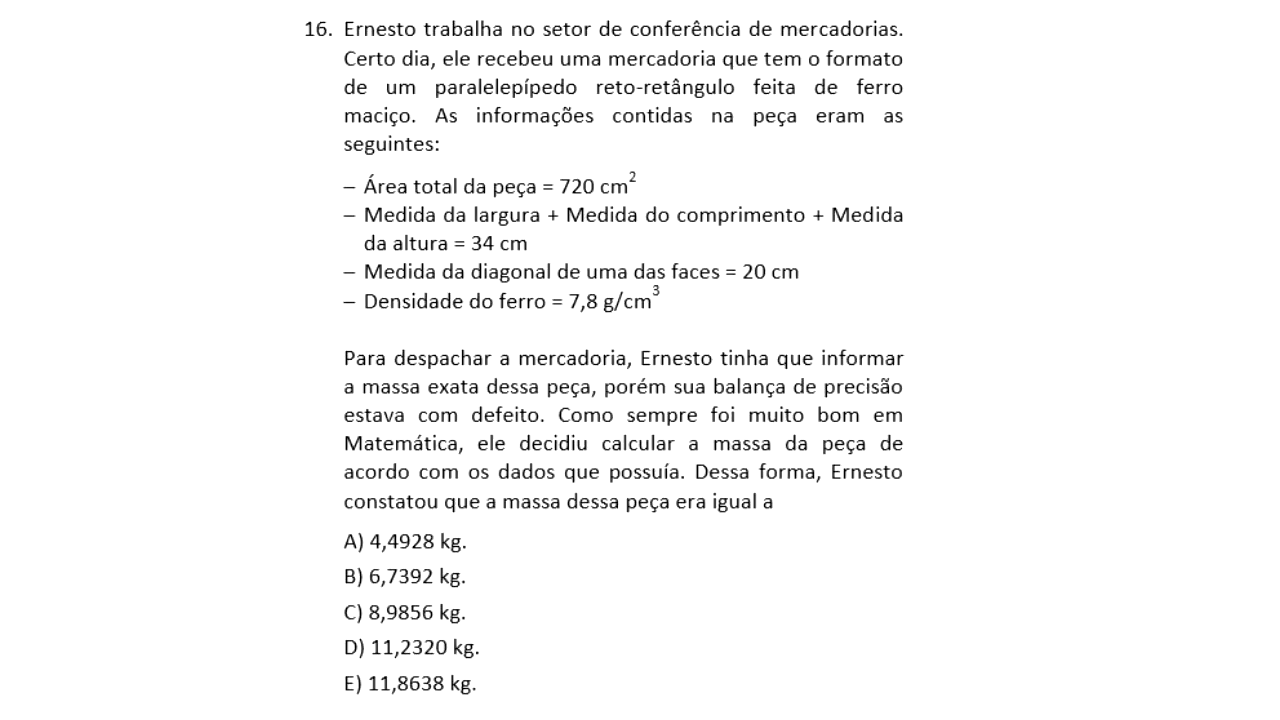 16. Ernesto trabalha no setor de conferência de mercadorias.
Certo dia, ele recebeu uma mercadoria que tem o formato
de um paralelepípedo reto-retângulo feita de ferro
maciço. As informações contidas na peça eram as
seguintes:
– Área total da peça = 720 cm²
– Medida da largura + Medida do comprimento + Medida
da altura = 34 cm
– Medida da diagonal de uma das faces = 20 cm
– Densidade do ferro = 7,8 g/cm³
Para despachar a mercadoria, Ernesto tinha que informar
a massa exata dessa peça, porém sua balança de precisão
estava com defeito. Como sempre foi muito bom em
Matemática, ele decidiu calcular a massa da peça de
acordo com os dados que possuía. Dessa forma, Ernesto
constatou que a massa dessa peça era igual a
A) 4,4928 kg.
B) 6,7392 kg.
C) 8,9856 kg.
D) 11,2320 kg.
E) 11,8638 kg.